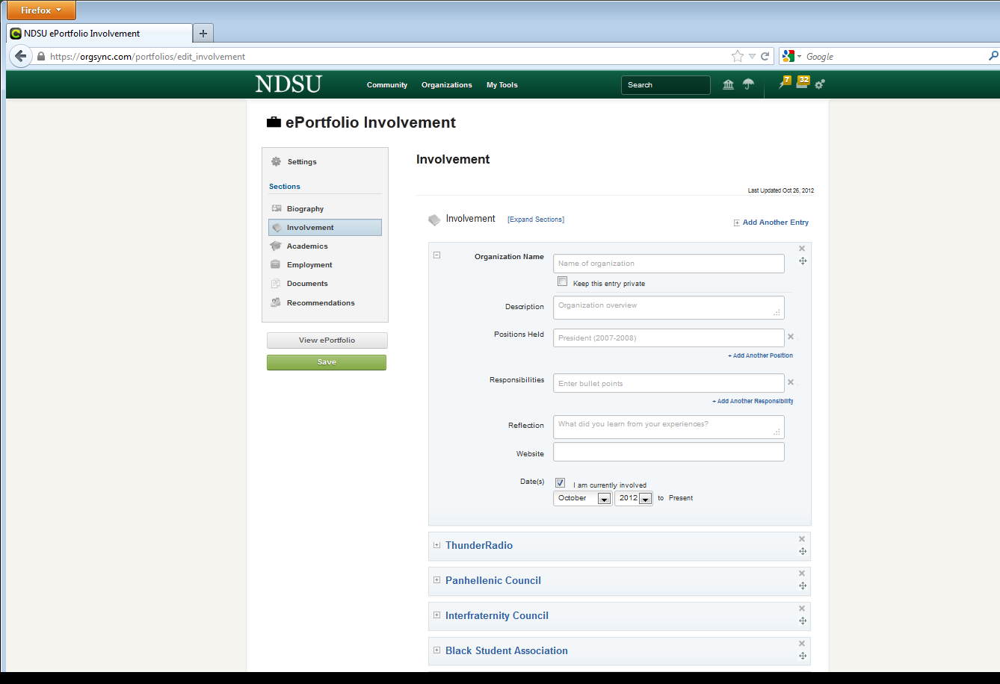 Firefox
NDSU ePortfolio Involvement
https://orgsync.com/portfolios/edit_involvement
Google
NDSU
Community Organizations My Tools
Search
7 32
ePortfolio Involvement
Settings
Sections
Biography
Involvement
Academics
Employment
Documents
Recommendations
View ePortfolio
Save
Involvement
Last Updated Oct 26, 2012
Involvement [Expand Sections]
Add Another Entry
Organization Name Name of organization
Keep this entry private
Description Organization overview
Positions Held President (2007-2008)
+ Add Another Position
Responsibilities Enter bullet points
+ Add Another Responsibility
Reflection What did you learn from your experiences?
Website
Date(s) I am currently involved
October 2012 to Present
ThunderRadio
Panhellenic Council
Interfraternity Council
Black Student Association